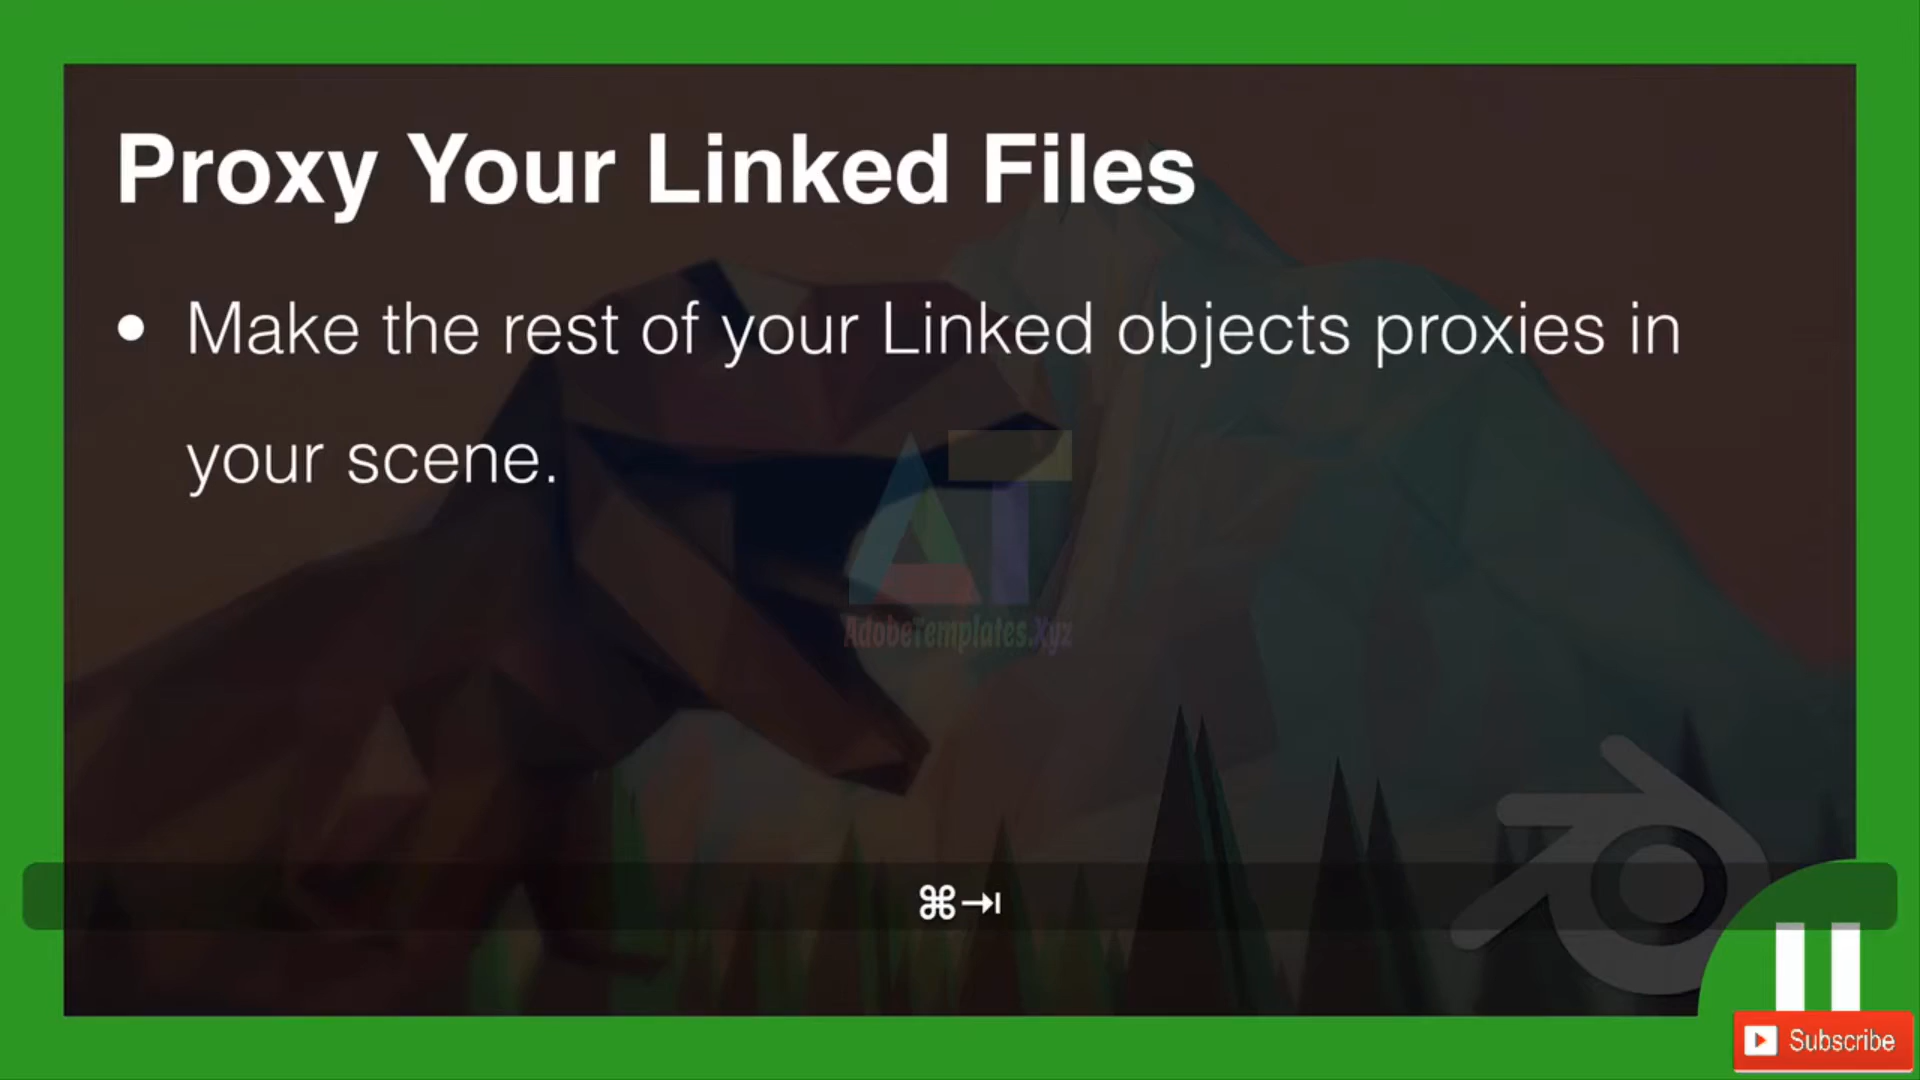 Proxy Your Linked Files
• Make the rest of your Linked objects proxies in
your scene.
AdobeTemplates.Xyz
⌘⇥
Subscribe